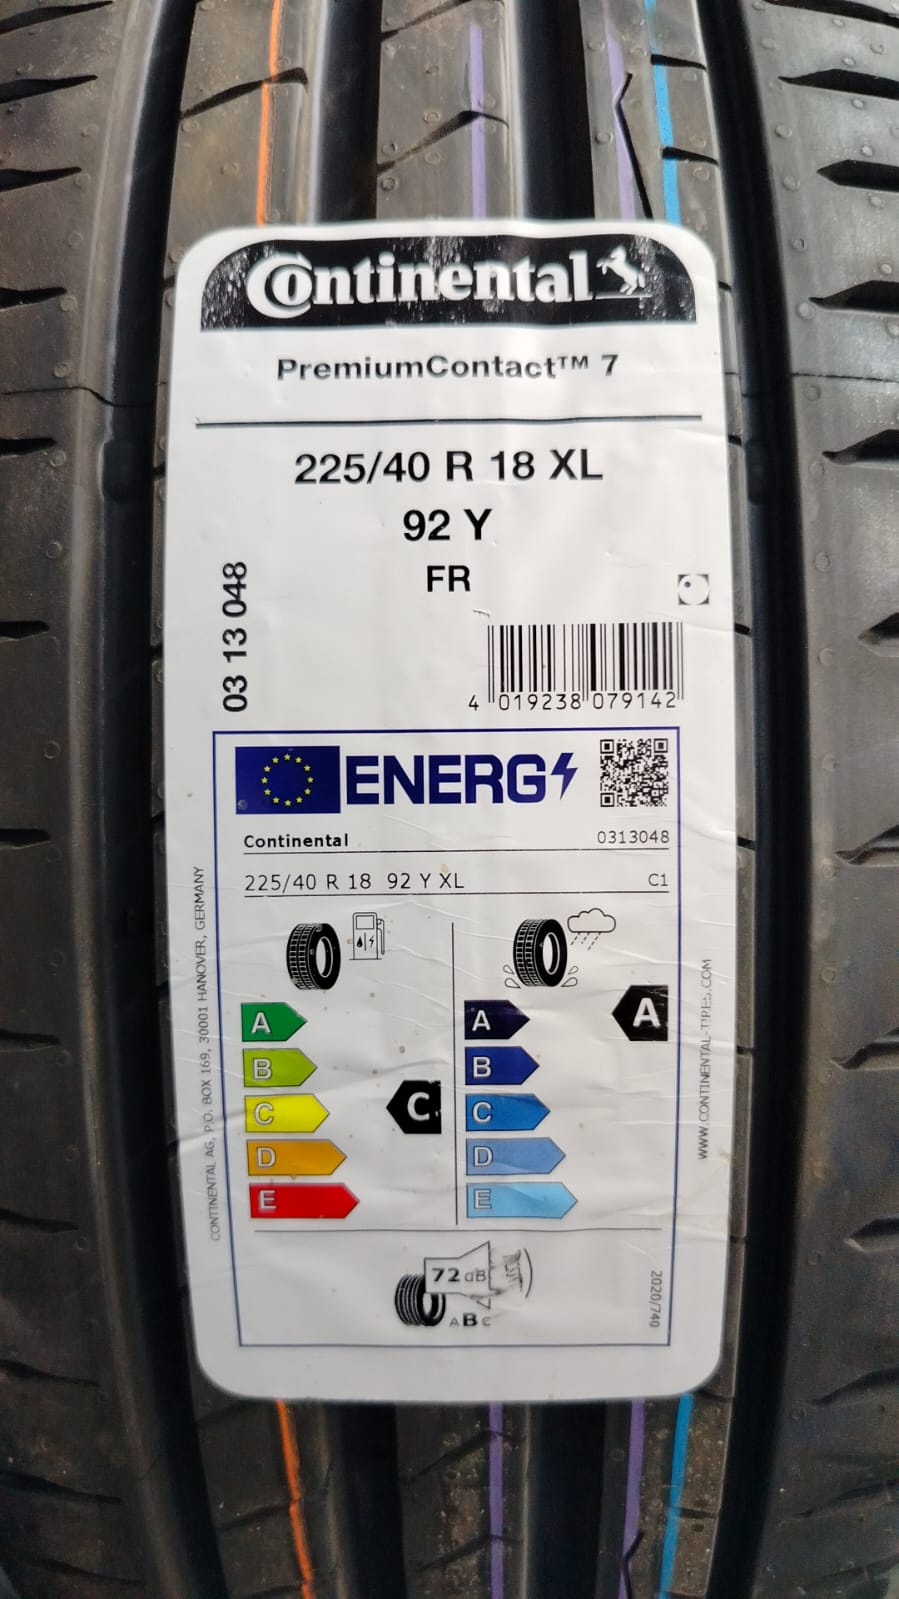 Continental
PremiumContact™ 7
225/40 R 18 XL
92 Y
FR
03 13 048
4 019238 079142
ENERG
Continental 0313048
225/40 R 18 92 Y XL C1
A
B
C
D
E
C
A
B
C
D
E
A
72 dB
ABC
2020/740
CONTINENTAL AG, P.O. BOX 169, 30001 HANOVER, GERMANY
WWW.CONTINENTAL-TIRES.COM